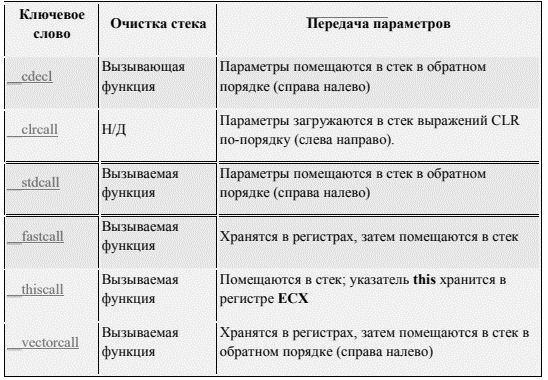 Ключевое слово | Очистка стека | Передача параметров
__cdecl | Вызывающая функция | Параметры помещаются в стек в обратном порядке (справа налево)
__clrcall | Н/Д | Параметры загружаются в стек выражений CLR по-порядку (слева направо).
__stdcall | Вызываемая функция | Параметры помещаются в стек в обратном порядке (справа налево)
__fastcall | Вызываемая функция | Хранятся в регистрах, затем помещаются в стек
__thiscall | Вызываемая функция | Помещаются в стек; указатель this хранится в регистре ECX
__vectorcall | Вызываемая функция | Хранятся в регистрах, затем помещаются в стек в обратном порядке (справа налево)